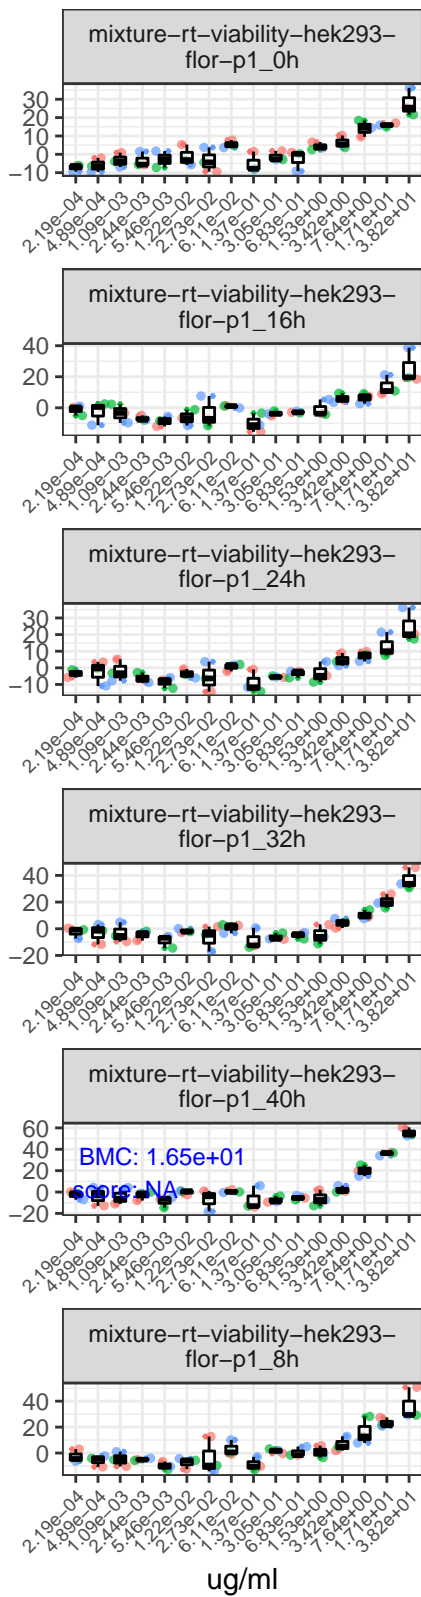 mixture−rt−viability−hek293−
flor−p1_0h
30
20
10
0
−10
2.19e−04
4.89e−04
1.09e−03
2.44e−03
5.46e−03
1.22e−02
2.73e−02
6.11e−02
1.37e−01
3.05e−01
6.83e−01
1.53e+00
3.42e+00
7.64e+00
1.71e+01
3.82e+01
mixture−rt−viability−hek293−
flor−p1_16h
40
20
0
2.19e−04
4.89e−04
1.09e−03
2.44e−03
5.46e−03
1.22e−02
2.73e−02
6.11e−02
1.37e−01
3.05e−01
6.83e−01
1.53e+00
3.42e+00
7.64e+00
1.71e+01
3.82e+01
mixture−rt−viability−hek293−
flor−p1_24h
30
20
10
0
−10
2.19e−04
4.89e−04
1.09e−03
2.44e−03
5.46e−03
1.22e−02
2.73e−02
6.11e−02
1.37e−01
3.05e−01
6.83e−01
1.53e+00
3.42e+00
7.64e+00
1.71e+01
3.82e+01
mixture−rt−viability−hek293−
flor−p1_32h
40
20
0
−20
2.19e−04
4.89e−04
1.09e−03
2.44e−03
5.46e−03
1.22e−02
2.73e−02
6.11e−02
1.37e−01
3.05e−01
6.83e−01
1.53e+00
3.42e+00
7.64e+00
1.71e+01
3.82e+01
mixture−rt−viability−hek293−
flor−p1_40h
60
40
20
0
−20
BMC: 1.65e+01
score: NA
2.19e−04
4.89e−04
1.09e−03
2.44e−03
5.46e−03
1.22e−02
2.73e−02
6.11e−02
1.37e−01
3.05e−01
6.83e−01
1.53e+00
3.42e+00
7.64e+00
1.71e+01
3.82e+01
mixture−rt−viability−hek293−
flor−p1_8h
40
20
0
2.19e−04
4.89e−04
1.09e−03
2.44e−03
5.46e−03
1.22e−02
2.73e−02
6.11e−02
1.37e−01
3.05e−01
6.83e−01
1.53e+00
3.42e+00
7.64e+00
1.71e+01
3.82e+01
ug/ml